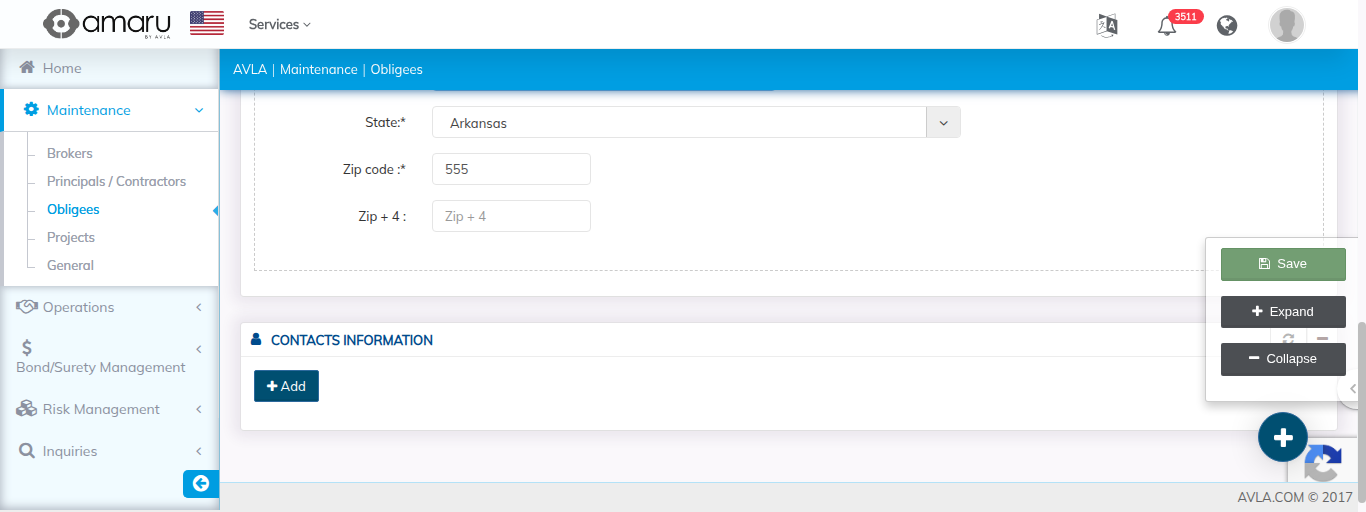 amaru
BY AVLA
Services
3511
Home
AVLA | Maintenance | Obligees
Maintenance
Brokers
Principals / Contractors
Obligees
Projects
General
Operations
Bond/Surety Management
Risk Management
Inquiries
State:*
Arkansas
Zip code :*
555
Zip + 4 :
Zip + 4
CONTACTS INFORMATION
Add
Save
Expand
Collapse
AVLA.COM © 2017